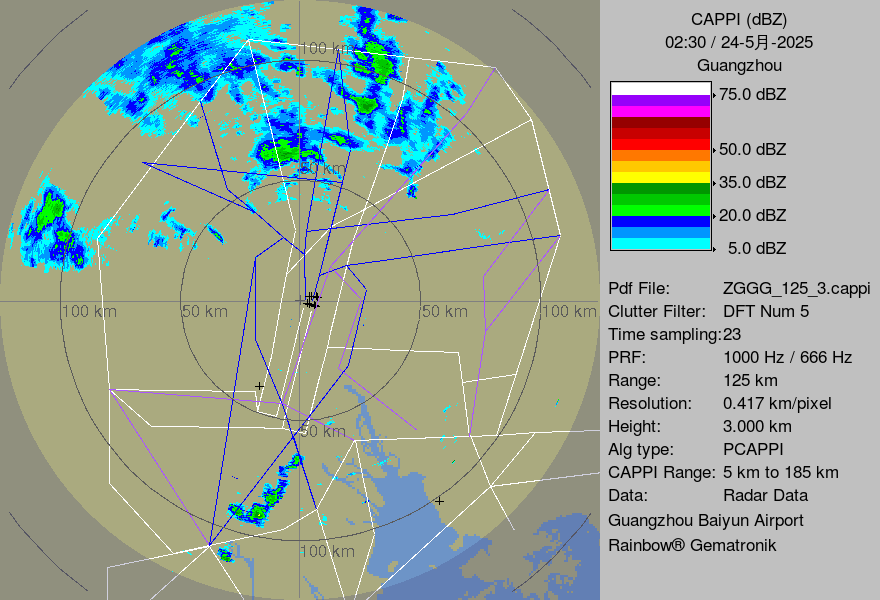 CAPPI (dBZ)
02:30 / 24-5月-2025
Guangzhou
75.0 dBZ
50.0 dBZ
35.0 dBZ
20.0 dBZ
5.0 dBZ
Pdf File: ZGGG_125_3.cappi
Clutter Filter: DFT Num 5
Time sampling:23
PRF: 1000 Hz / 666 Hz
Range: 125 km
Resolution: 0.417 km/pixel
Height: 3.000 km
Alg type: PCAPPI
CAPPI Range: 5 km to 185 km
Data: Radar Data
Guangzhou Baiyun Airport
Rainbow® Gematronik
100 km
50 km
100 km
50 km
50 km
100 km
50 km
100 km